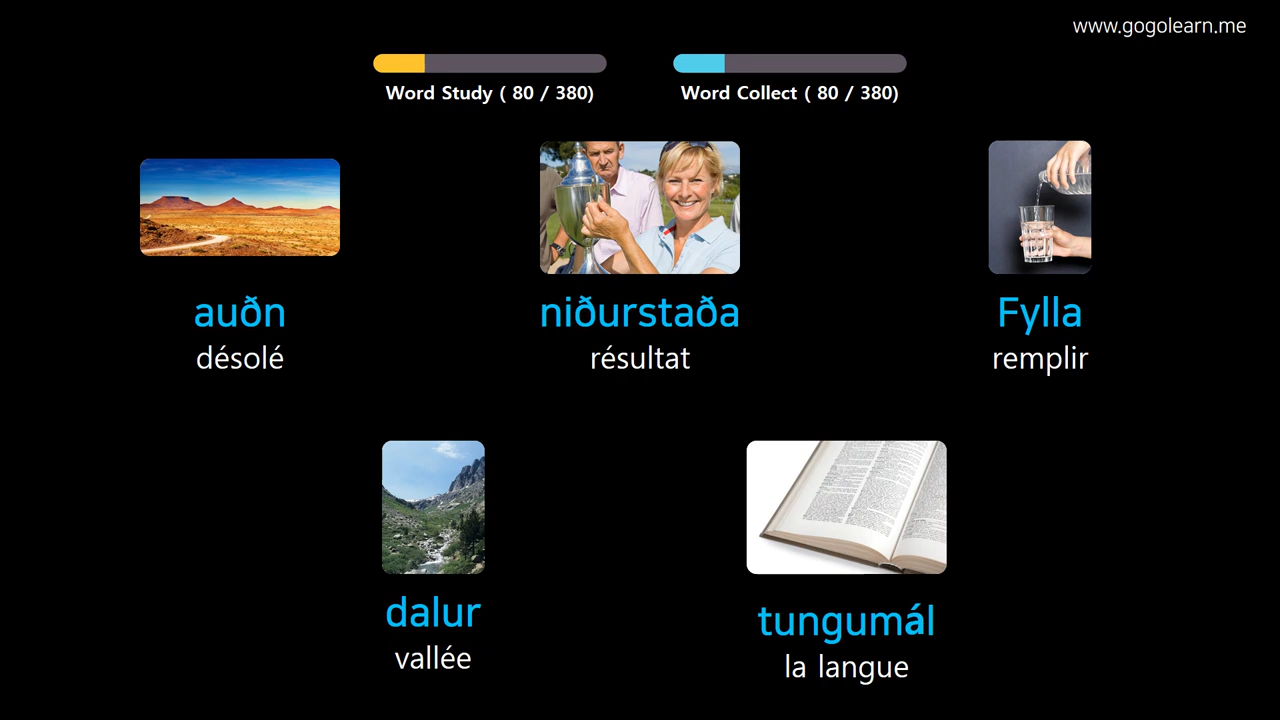 www.gogolearn.me
Word Study ( 80 / 380)
Word Collect ( 80 / 380)
auðn
désolé
niðurstaða
résultat
Fylla
remplir
dalur
vallée
tungumál
la langue